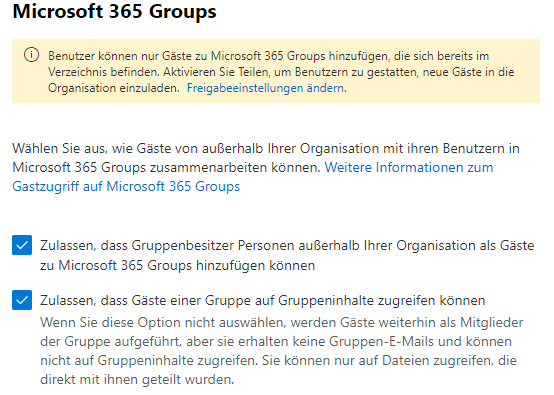 Microsoft 365 Groups
Benutzer können nur Gäste zu Microsoft 365 Groups hinzufügen, die sich bereits im
Verzeichnis befinden. Aktivieren Sie Teilen, um Benutzern zu gestatten, neue Gäste in die
Organisation einzuladen. Freigabeeinstellungen ändern.
Wählen Sie aus, wie Gäste von außerhalb Ihrer Organisation mit ihren Benutzern in
Microsoft 365 Groups zusammenarbeiten können. Weitere Informationen zum
Gastzugriff auf Microsoft 365 Groups
Zulassen, dass Gruppenbesitzer Personen außerhalb Ihrer Organisation als Gäste
zu Microsoft 365 Groups hinzufügen können
Zulassen, dass Gäste einer Gruppe auf Gruppeninhalte zugreifen können
Wenn Sie diese Option nicht auswählen, werden Gäste weiterhin als Mitglieder
der Gruppe aufgeführt, aber sie erhalten keine Gruppen-E-Mails und können
nicht auf Gruppeninhalte zugreifen. Sie können nur auf Dateien zugreifen, die
direkt mit ihnen geteilt wurden.